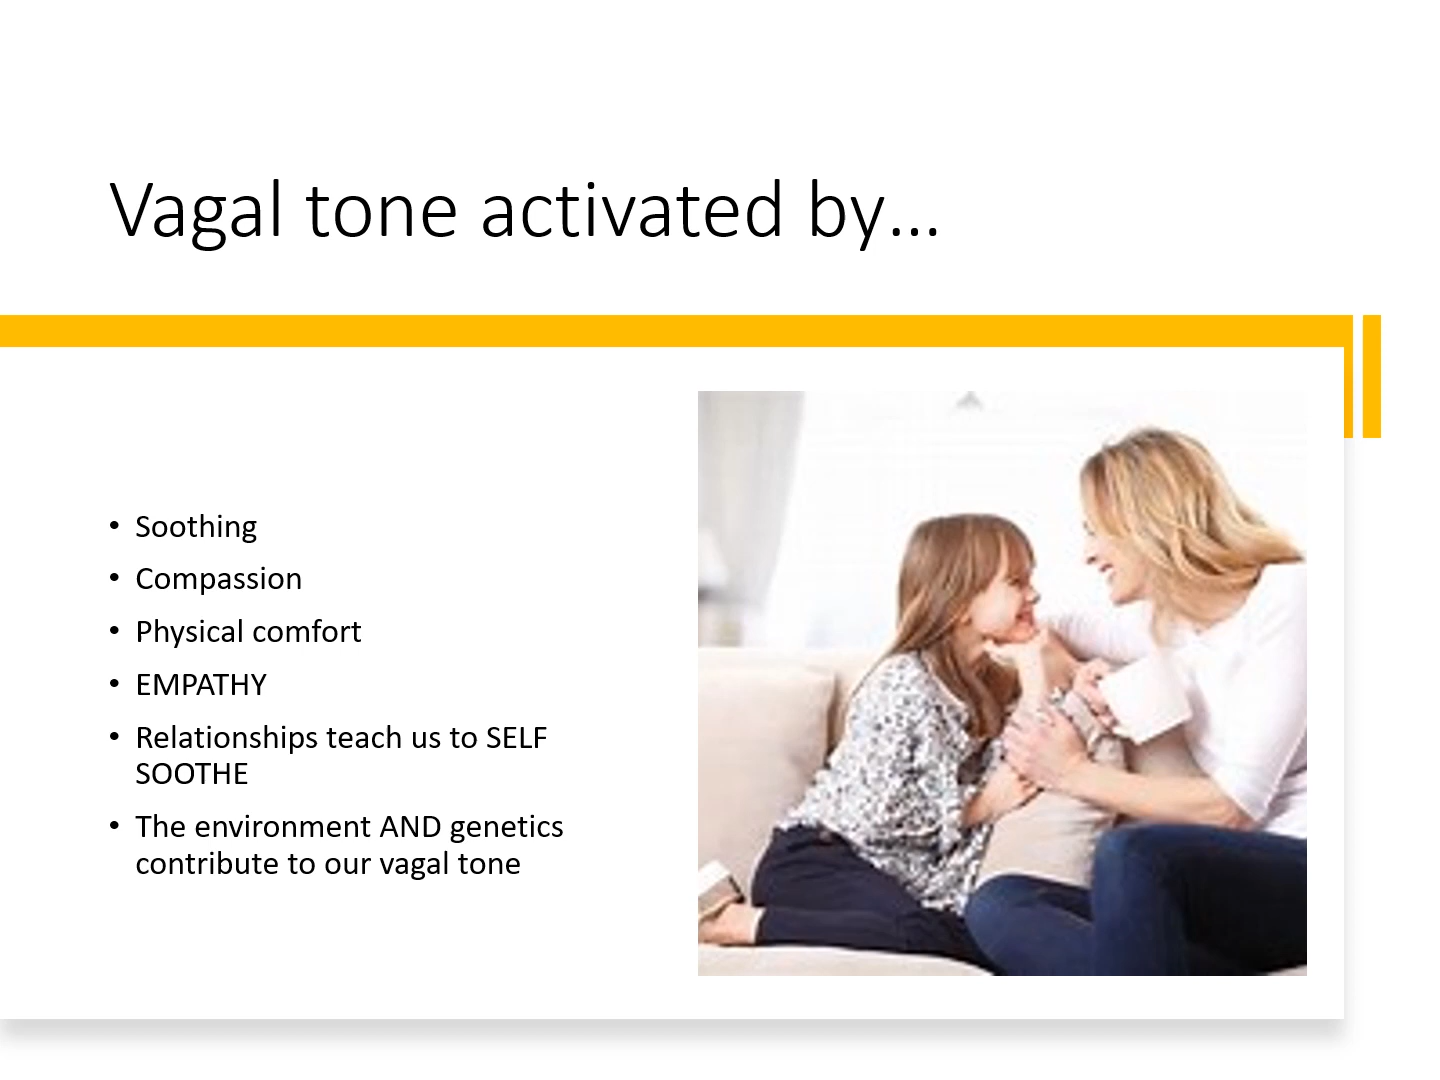 Vagal tone activated by...
• Soothing
• Compassion
• Physical comfort
• EMPATHY
• Relationships teach us to SELF
SOOTHE
• The environment AND genetics
contribute to our vagal tone